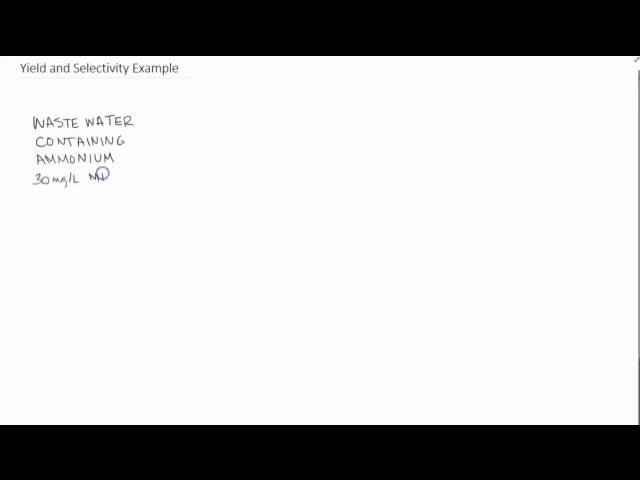 Yield and Selectivity Example
WASTE WATER
CONTAINING
AMMONIUM
30mg/L